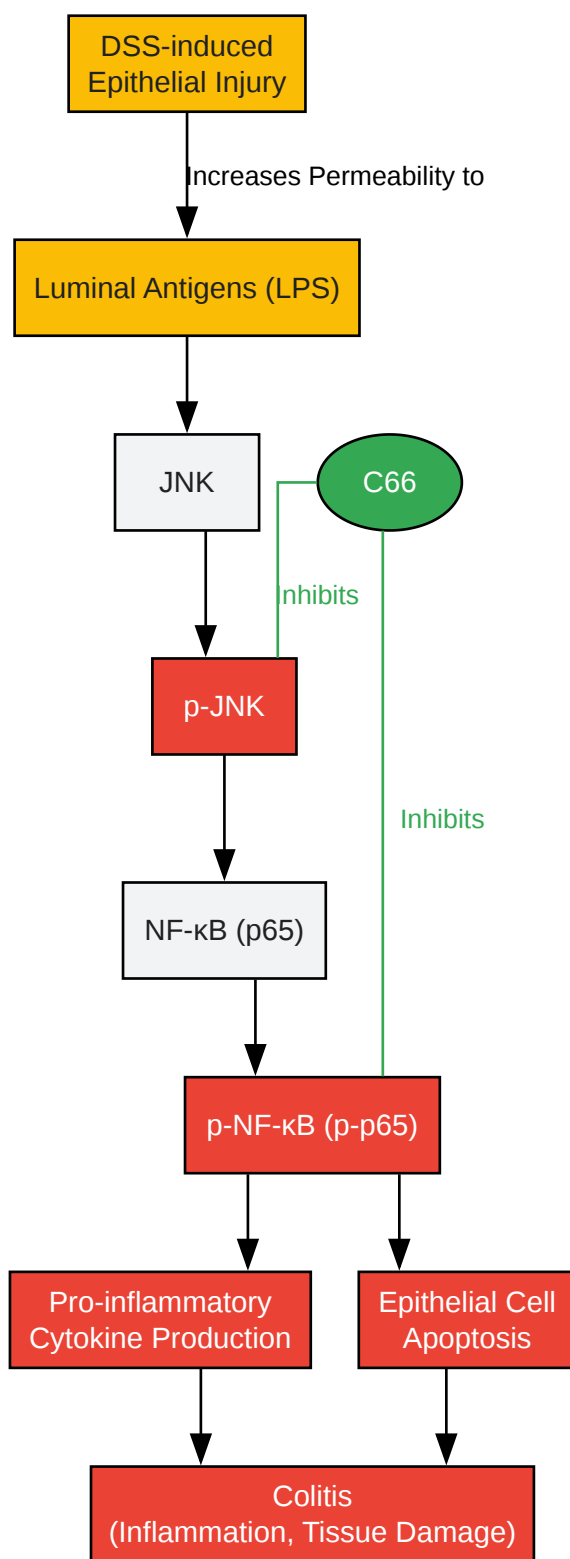 DSS-induced
Epithelial Injury
Increases Permeability to
Luminal Antigens (LPS)
JNK
C66
Inhibits
p-JNK
Inhibits
NF-κB (p65)
p-NF-κB (p-p65)
Pro-inflammatory
Cytokine Production
Epithelial Cell
Apoptosis
Colitis
(Inflammation, Tissue Damage)